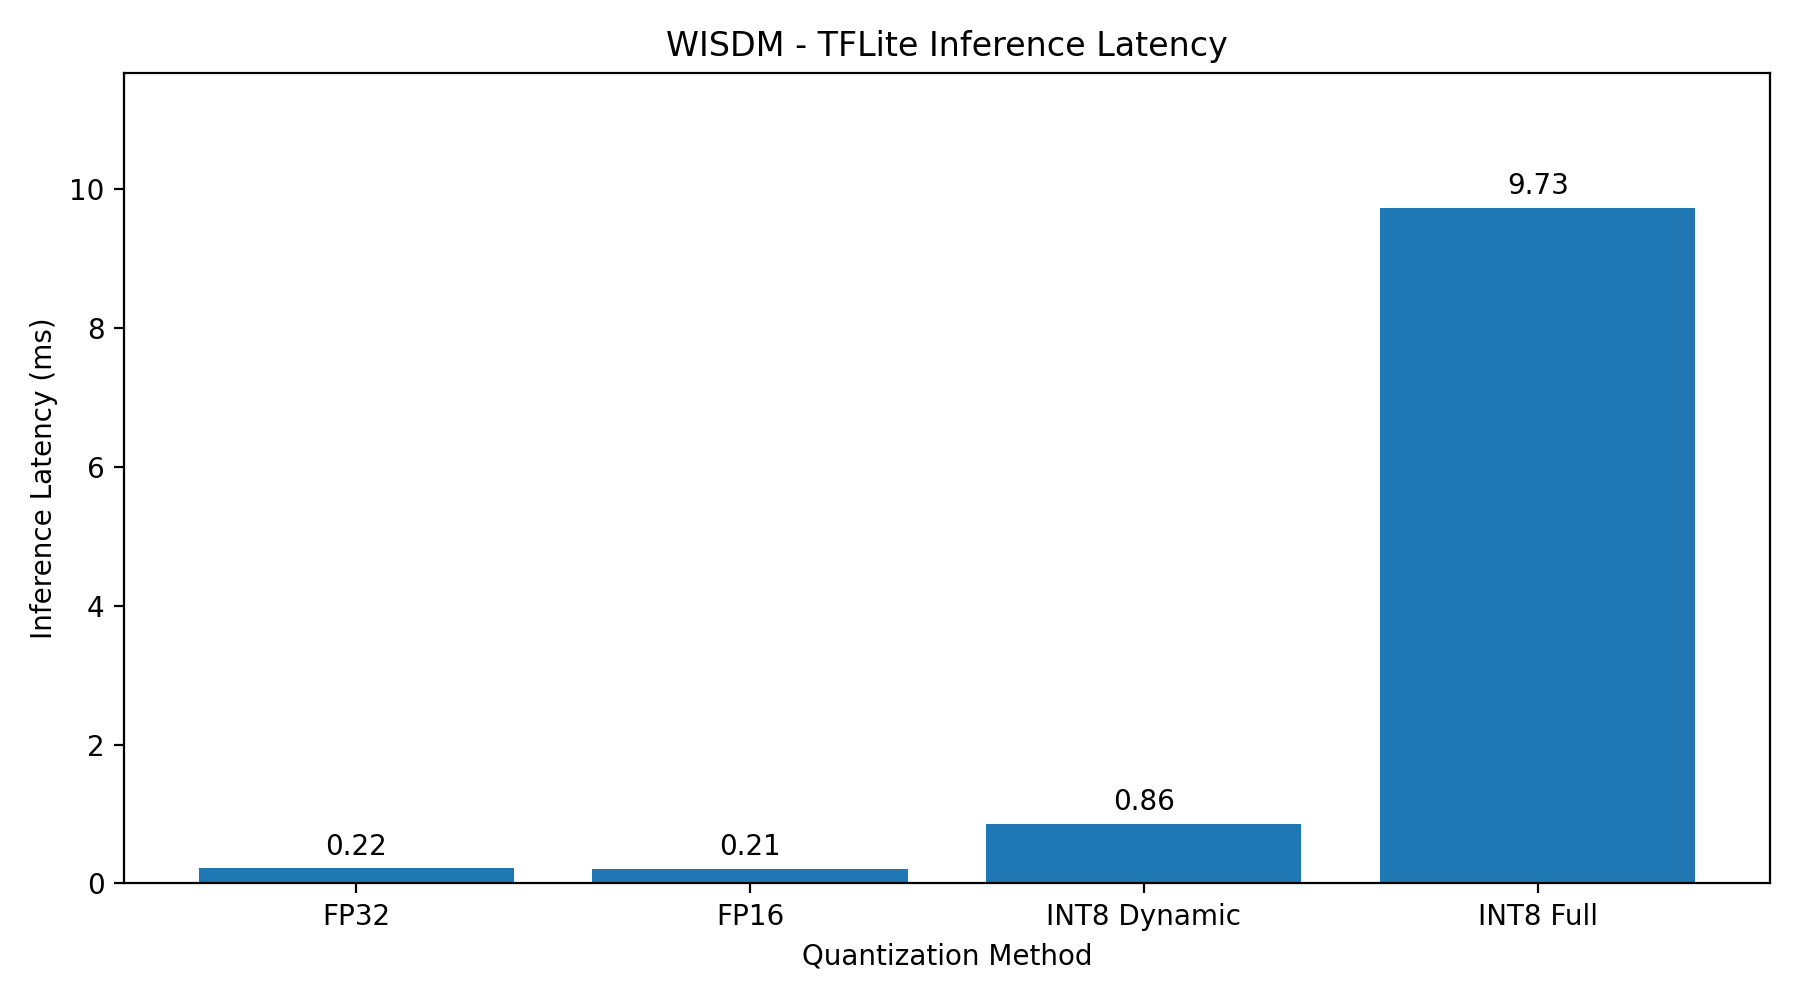 WISDM - TFLite Inference Latency
Inference Latency (ms)
10
8
6
4
2
0
0.22
0.21
0.86
9.73
FP32
FP16
INT8 Dynamic
INT8 Full
Quantization Method